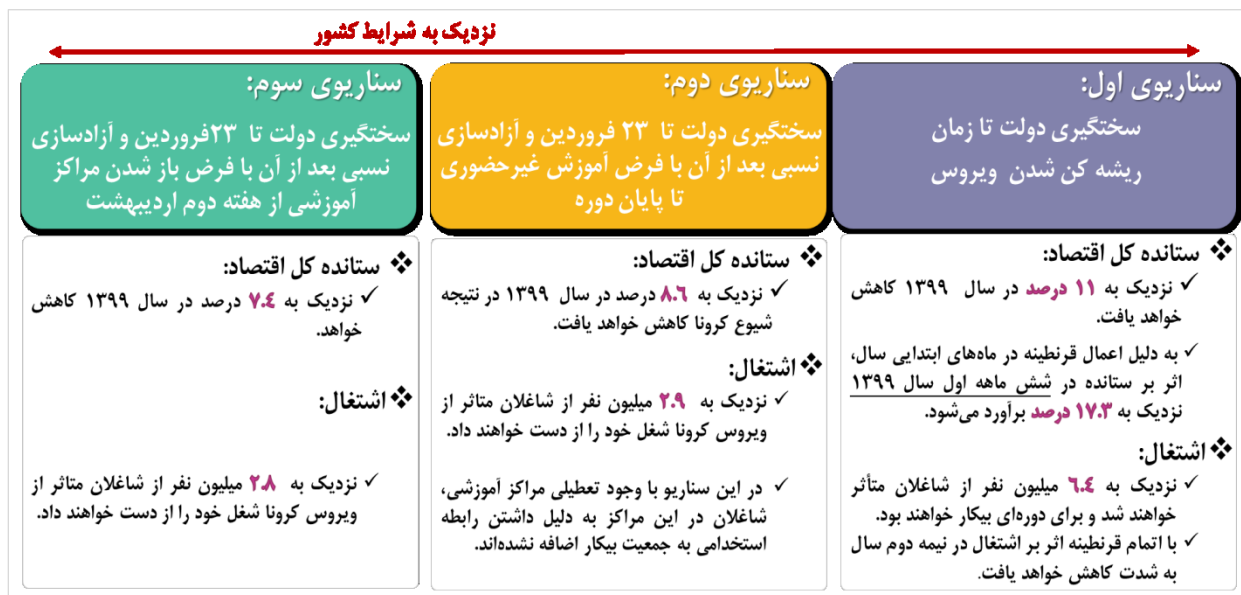 نزدیک به شرایط کشور
سناریوی اول:
سختگیری دولت تا زمان
ریشه کن شدن ویروس
❖ ستانده کل اقتصاد:
✓ نزدیک به ۱۱ درصد در سال ۱۳۹۹ کاهش
خواهد یافت.
✓ به دلیل اعمال قرنطینه در ماه‌های ابتدایی سال،
اثر بر ستانده در شش ماهه اول سال ۱۳۹۹
نزدیک به ۱۷.۳ درصد برآورد می‌شود.
❖ اشتغال:
✓ نزدیک به ٦.٤ میلیون نفر از شاغلان متأثر
خواهند شد و برای دوره‌ای بیکار خواهند بود.
✓ با اتمام قرنطینه اثر بر اشتغال در نیمه دوم سال
به شدت کاهش خواهد یافت.
سناریوی دوم:
سختگیری دولت تا ۲۳ فروردین و آزادسازی
نسبی بعد از آن با فرض آموزش غیرحضوری
تا پایان دوره
❖ ستانده کل اقتصاد:
✓ نزدیک به ۸.٦ درصد در سال ۱۳۹۹ در نتیجه
شیوع کرونا کاهش خواهد یافت.
❖ اشتغال:
✓ نزدیک به ۲.۹ میلیون نفر از شاغلان متاثر از
ویروس کرونا شغل خود را از دست خواهند داد.
✓ در این سناریو با وجود تعطیلی مراکز آموزشی،
شاغلان در این مراکز به دلیل داشتن رابطه
استخدامی به جمعیت بیکار اضافه نشده‌اند.
سناریوی سوم:
سختگیری دولت تا ۲۳فروردین و آزادسازی
نسبی بعد از آن با فرض باز شدن مراکز
آموزشی از هفته دوم اردیبهشت
❖ ستانده کل اقتصاد:
✓ نزدیک به ۷.٤ درصد در سال ۱۳۹۹ کاهش
خواهد.
❖ اشتغال:
✓ نزدیک به ۲.۸ میلیون نفر از شاغلان متاثر از
ویروس کرونا شغل خود را از دست خواهند داد.